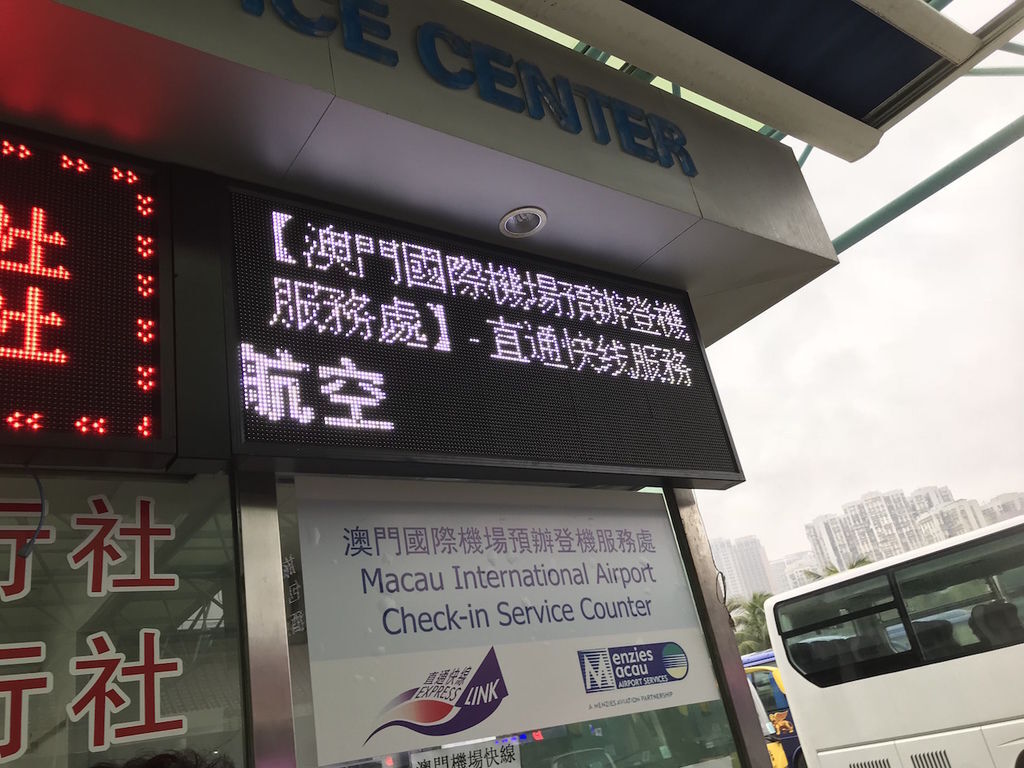 CE CENTER
社
社
【澳門國際機場預辦登機
服務處】- 直通快线服務
航空
行社
行社
澳門國際機場預辦登機服務處
Macau International Airport
Check-in Service Counter
直通快線
EXPRESS LINK
Menzies
Macau
AIRPORT SERVICES
A MENZIES AVIATION PARTNERSHIP
澳門機場快線